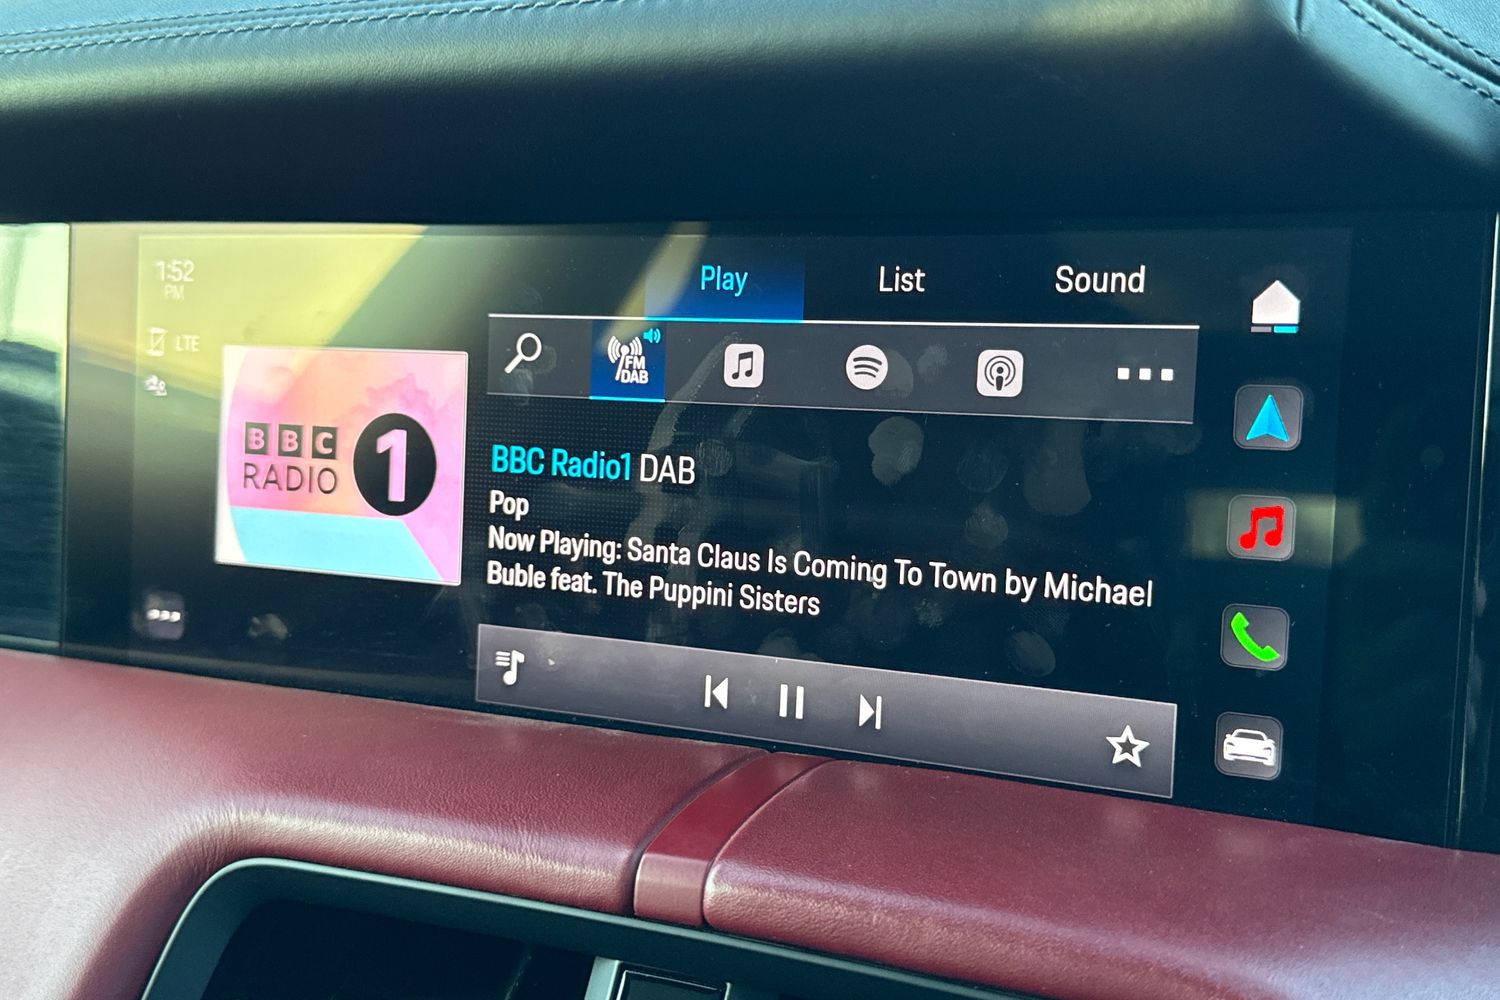 1:52
PM
LTE
Play
List
Sound
FM
DAB
BBC
RADIO
1
BBC Radio1 DAB
Pop
Now Playing: Santa Claus Is Coming To Town by Michael
Buble feat. The Puppini Sisters